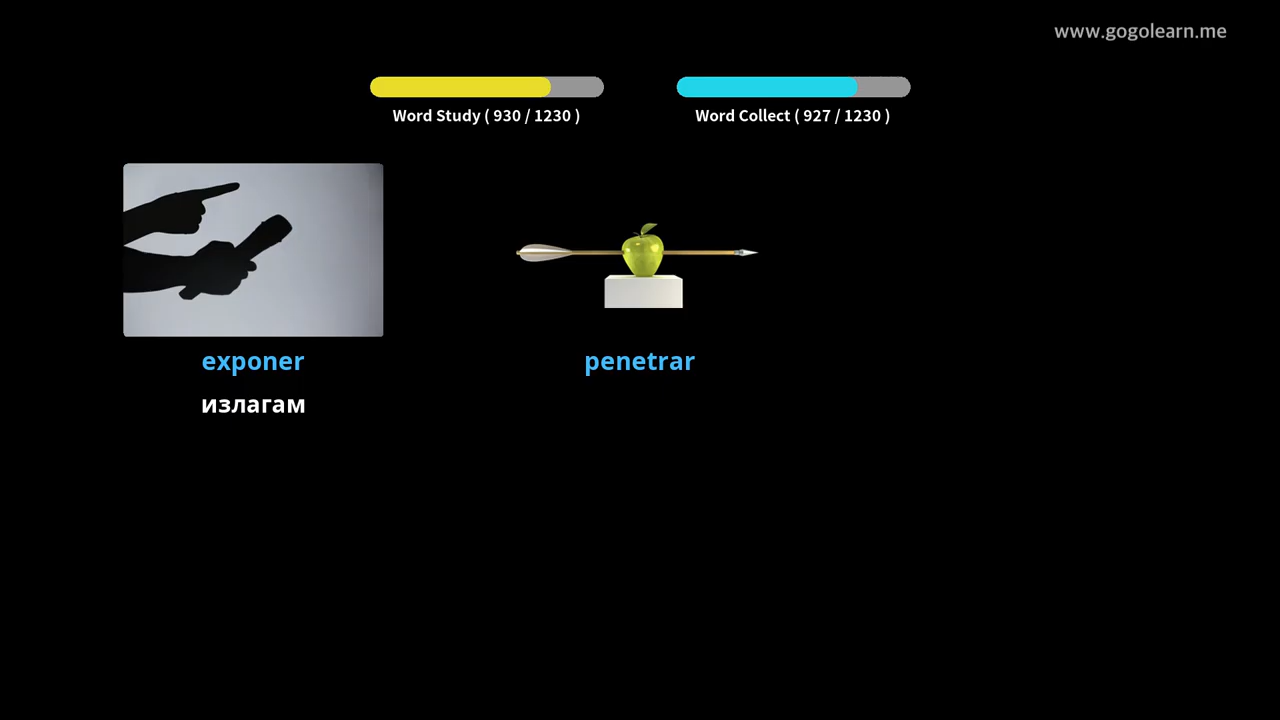 www.gogolearn.me
Word Study ( 930 / 1230 )
Word Collect ( 927 / 1230 )
exponer
penetrar
излагам